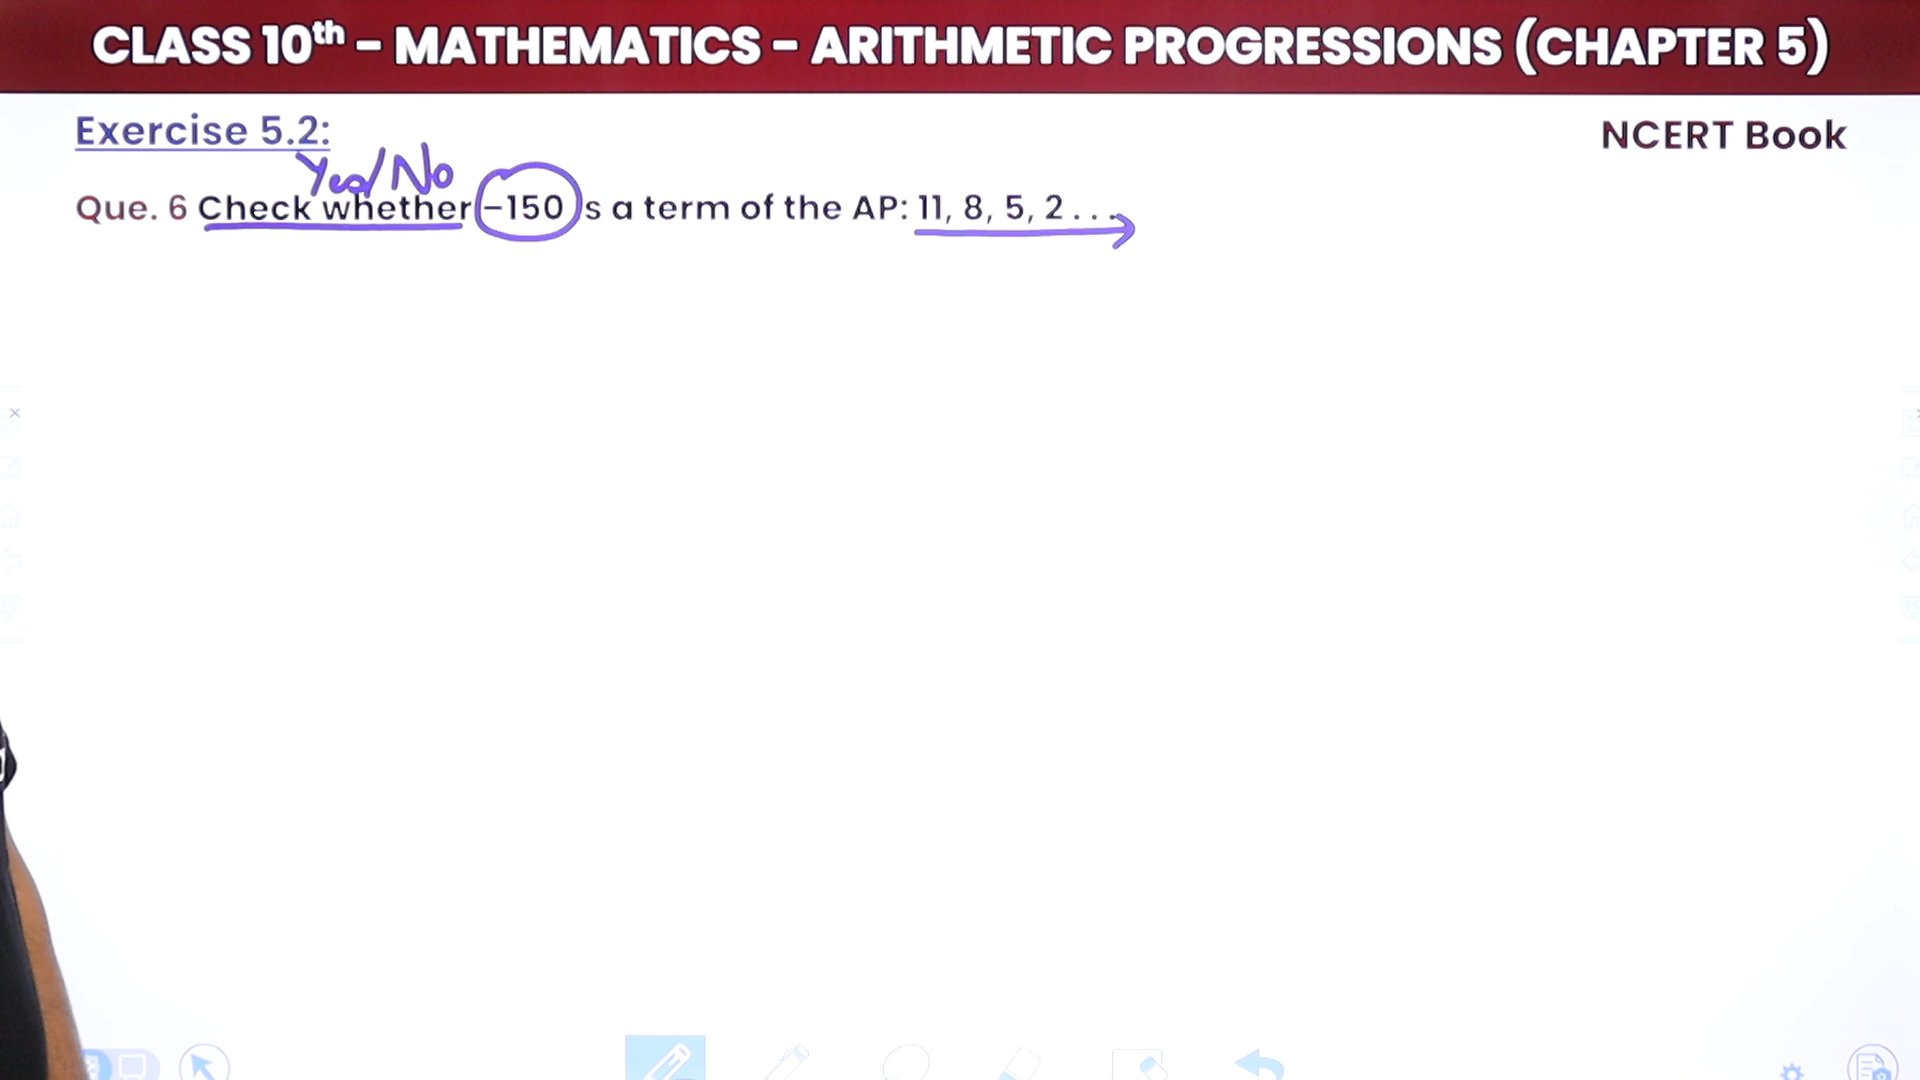 CLASS 10th – MATHEMATICS – ARITHMETIC PROGRESSIONS (CHAPTER 5)
Exercise 5.2:
NCERT Book
Yes/No
Que. 6 Check whether –150 is a term of the AP: 11, 8, 5, 2 . . .